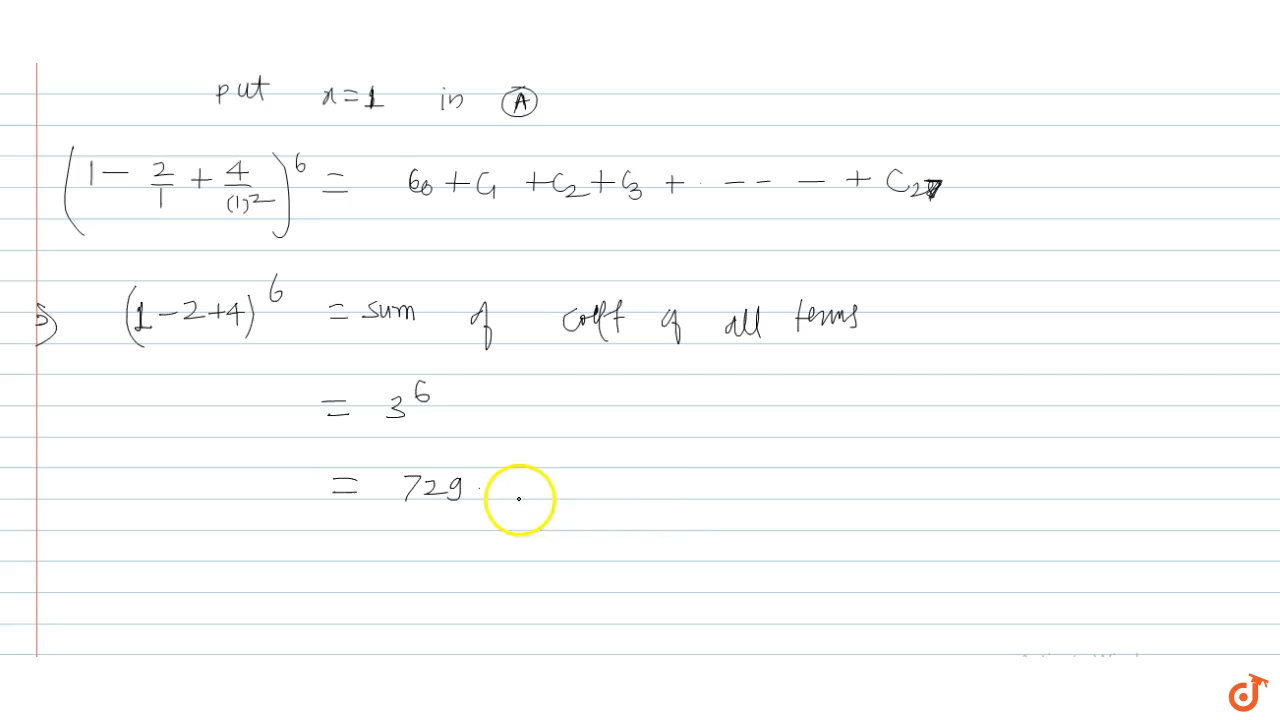 put x=1 in Ⓐ
(1 - 2/1 + 4/(1)²)⁶ = C₀ + C₁ + C₂ + C₃ + - - - + C₂
⇒ (1-2+4)⁶ = sum of coeff of all terms
= 3⁶
= 729.